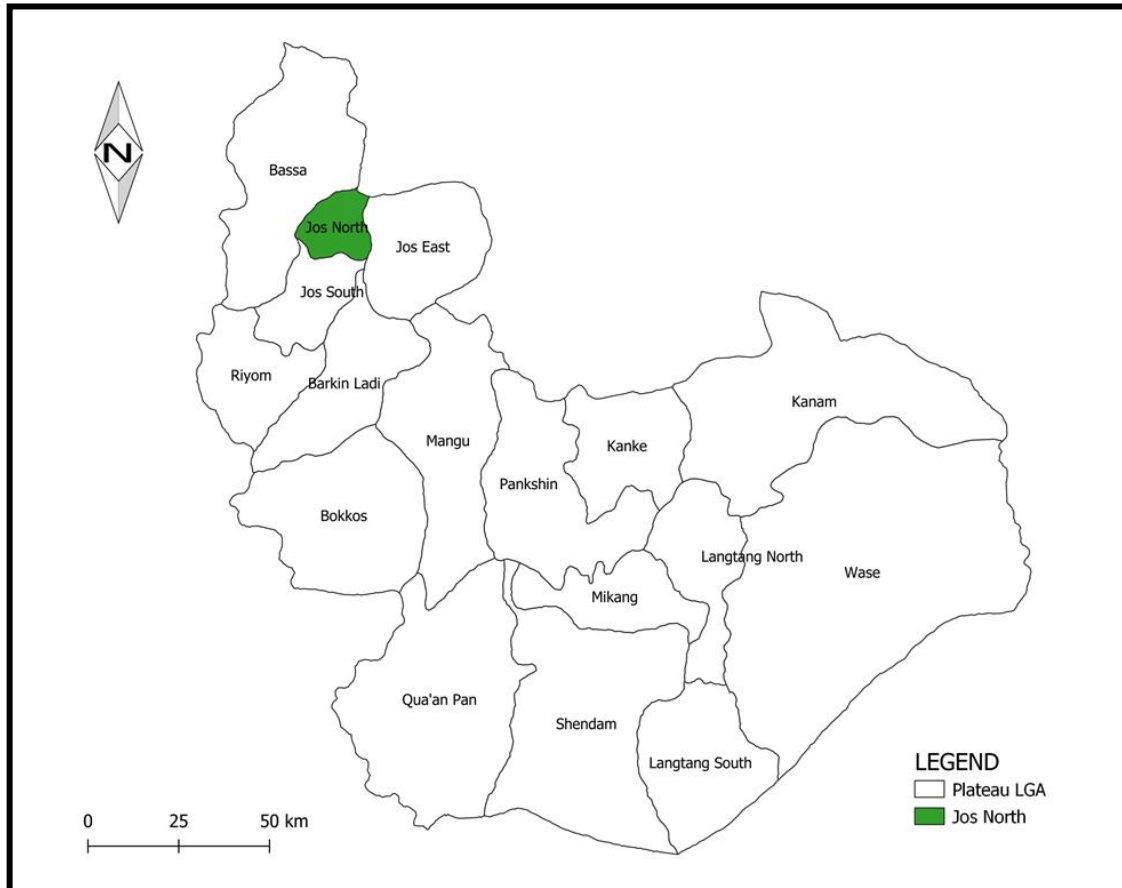 N
Bassa
Jos North
Jos East
Jos South
Riyom
Barkin Ladi
Kanam
Mangu
Kanke
Pankshin
Bokkos
Langtang North
Wase
Mikang
Qua'an Pan
Shendam
Langtang South
LEGEND
Plateau LGA
Jos North
0 25 50 km